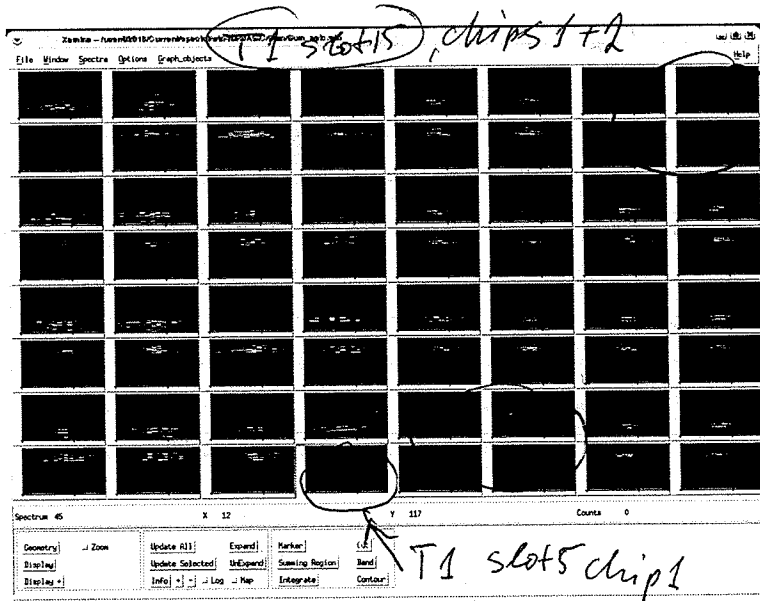 T1 slot15, chips 1+2
Xamine -
File Window Spectra Options Graph_objects Help
Spectrum 45 X 12 Y 117 Counts 0
Geometry Zoom Update All Expand Marker
Display Update Selected UnExpand Summing Region Band
Display + Info + - Log Map Integrate Contour
T1 slot5 chip1